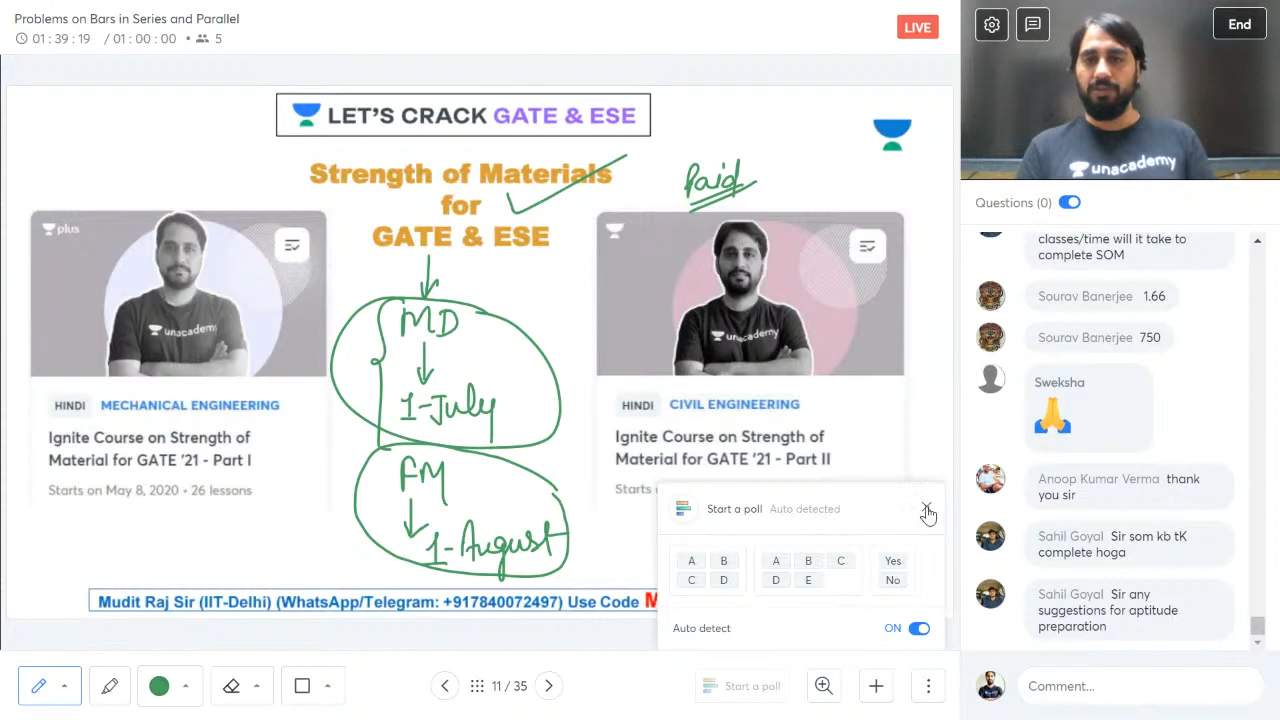 Problems on Bars in Series and Parallel
01 : 39 : 19 / 01 : 00 : 00 • 5
LIVE
End
LET'S CRACK GATE & ESE
Strength of Materials
for
GATE & ESE
Paid
plus
unacademy
HINDI MECHANICAL ENGINEERING
Ignite Course on Strength of
Material for GATE '21 - Part I
Starts on May 8, 2020 • 26 lessons
MD
1-July
FM
1-August
unacademy
HINDI CIVIL ENGINEERING
Ignite Course on Strength of
Material for GATE '21 - Part II
Starts
Start a poll Auto detected
A B
C D
A B C
D E
Yes
No
Auto detect ON
Mudit Raj Sir (IIT-Delhi) (WhatsApp/Telegram: +917840072497) Use Code M
11 / 35
Start a poll
unacademy
Questions (0)
classes/time will it take to
complete SOM
Sourav Banerjee 1.66
Sourav Banerjee 750
Sweksha
Anoop Kumar Verma thank
you sir
Sahil Goyal Sir som kb tK
complete hoga
Sahil Goyal Sir any
suggestions for aptitude
preparation
Comment...